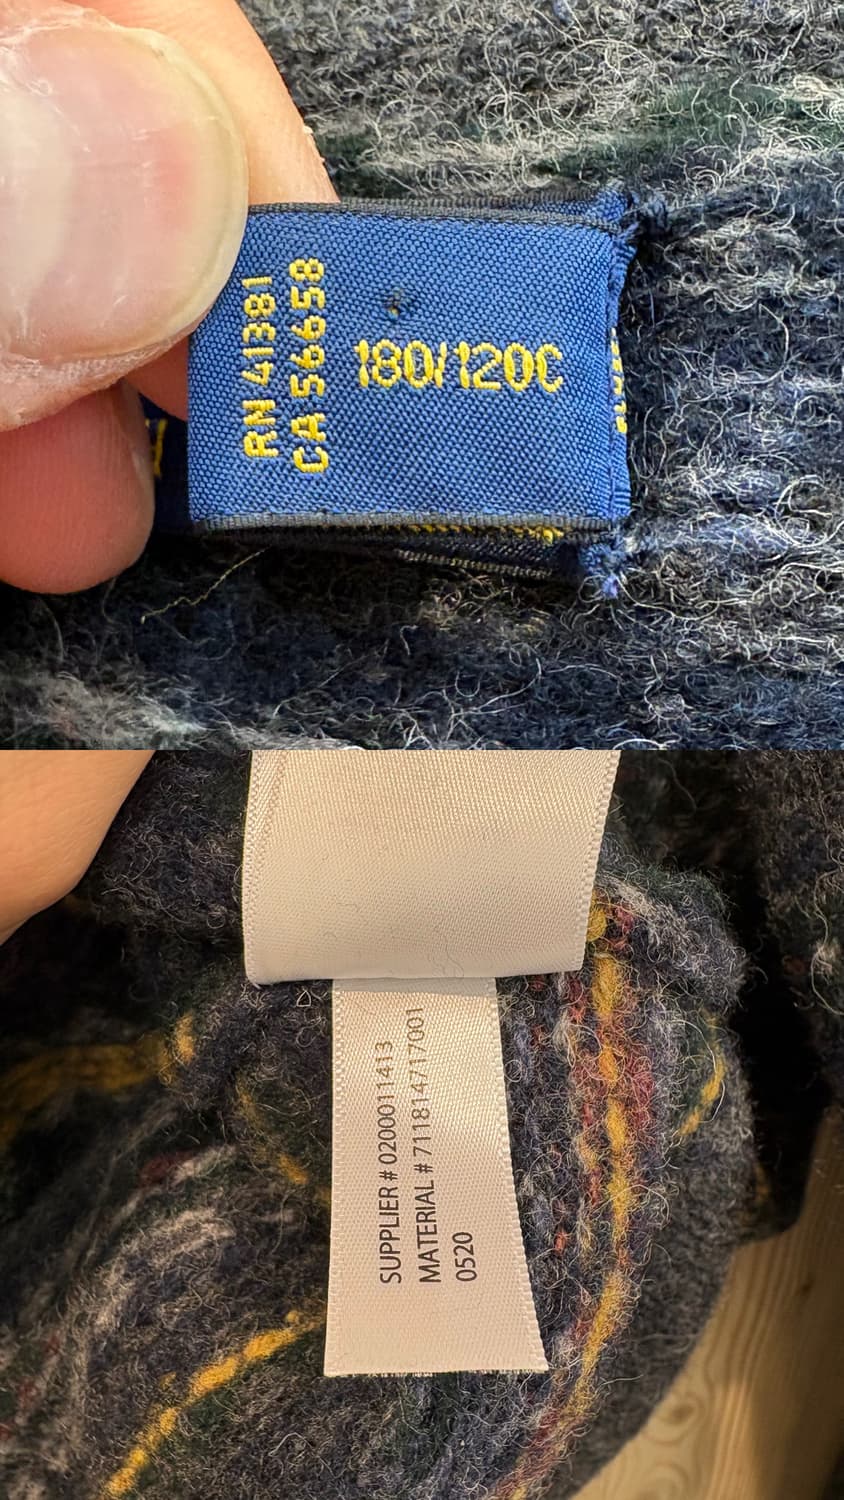 RN 41381
CA 56658
180/120C
SUPPLIER # 0200011413
MATERIAL # 711814717001
0520